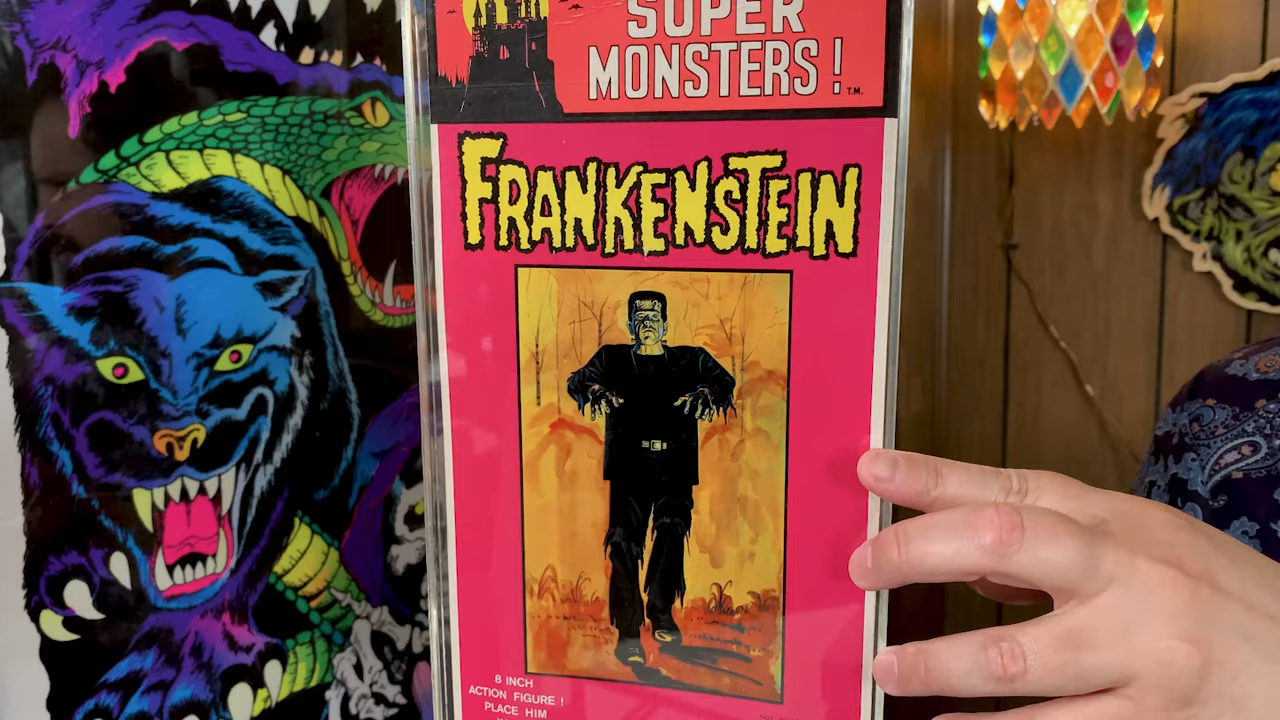 SUPER
MONSTERS!
T.M.
FRANKENSTEIN
8 INCH
ACTION FIGURE!
PLACE HIM